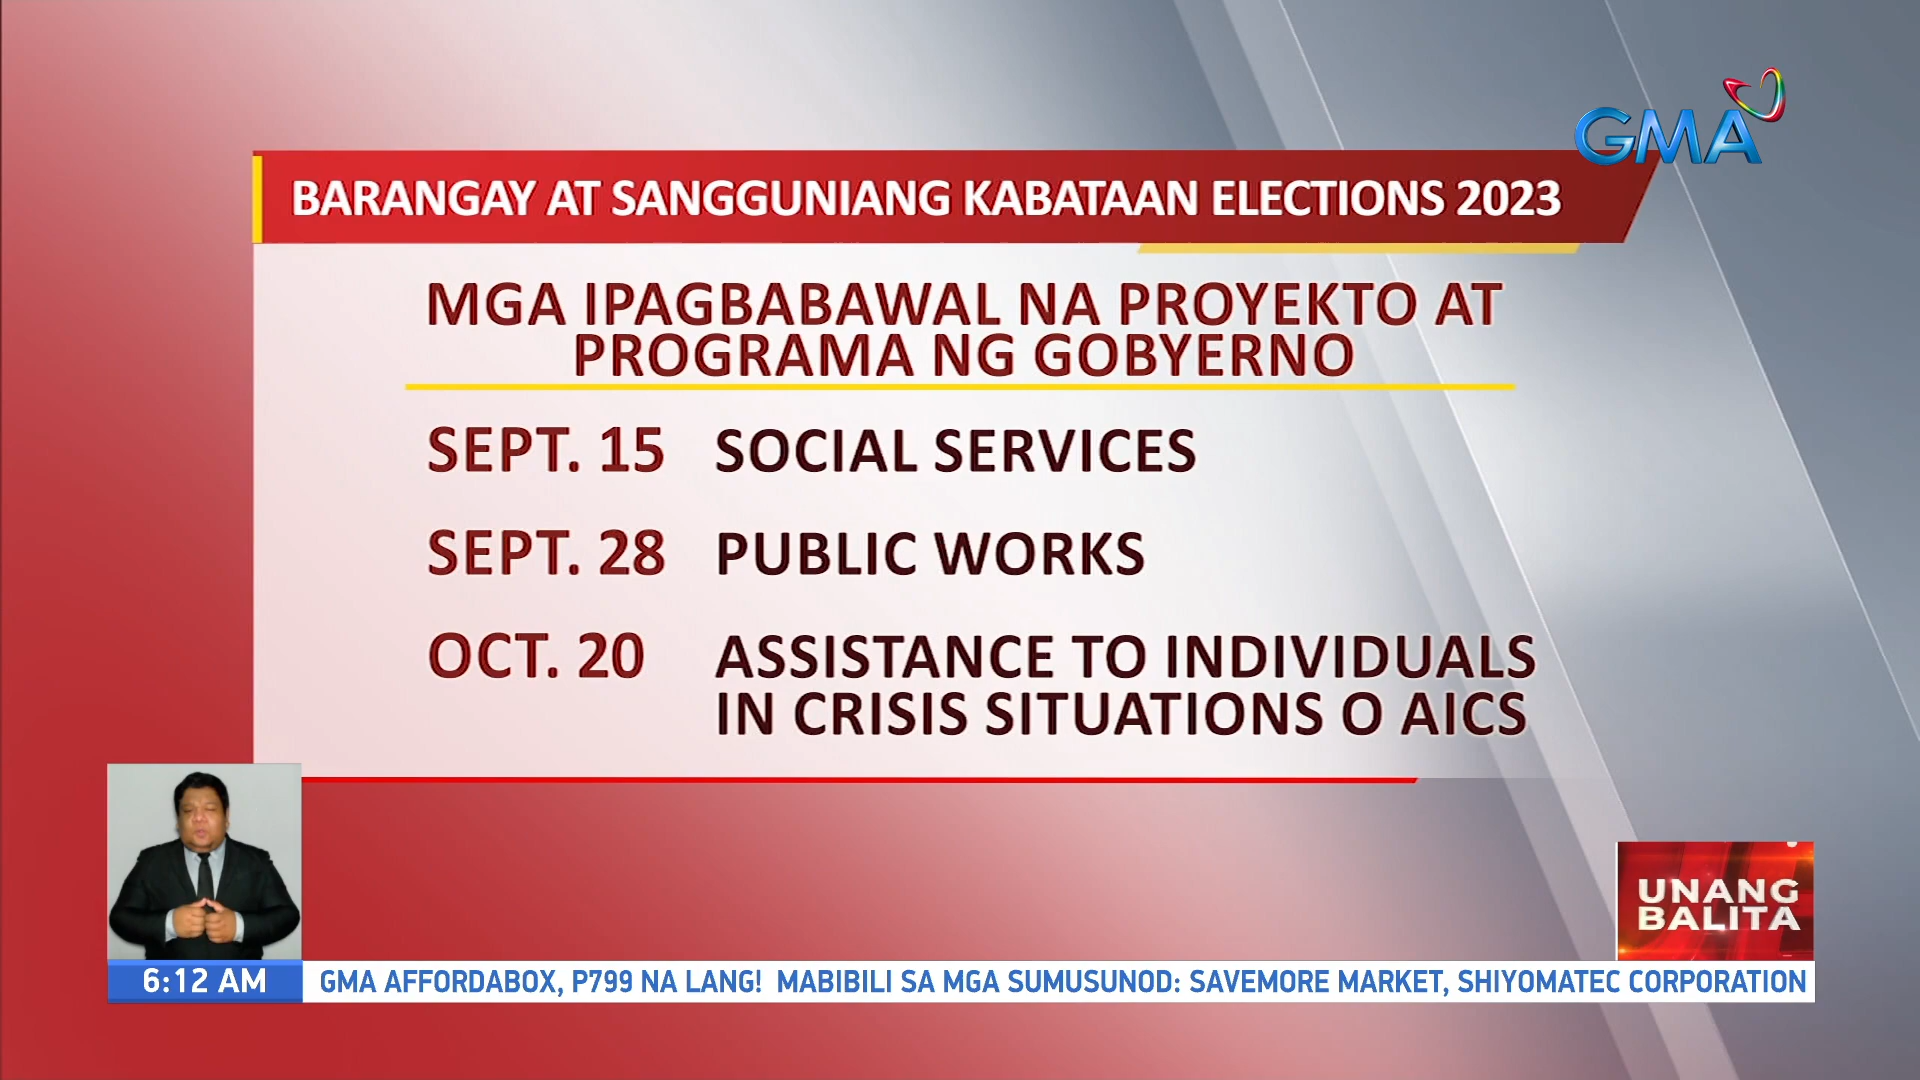 GMA
BARANGAY AT SANGGUNIANG KABATAAN ELECTIONS 2023
MGA IPAGBABAWAL NA PROYEKTO AT
PROGRAMA NG GOBYERNO
SEPT. 15 SOCIAL SERVICES
SEPT. 28 PUBLIC WORKS
OCT. 20 ASSISTANCE TO INDIVIDUALS
IN CRISIS SITUATIONS O AICS
UNANG
BALITA
6:12 AM GMA AFFORDABOX, P799 NA LANG! MABIBILI SA MGA SUMUSUNOD: SAVEMORE MARKET, SHIYOMATEC CORPORATION